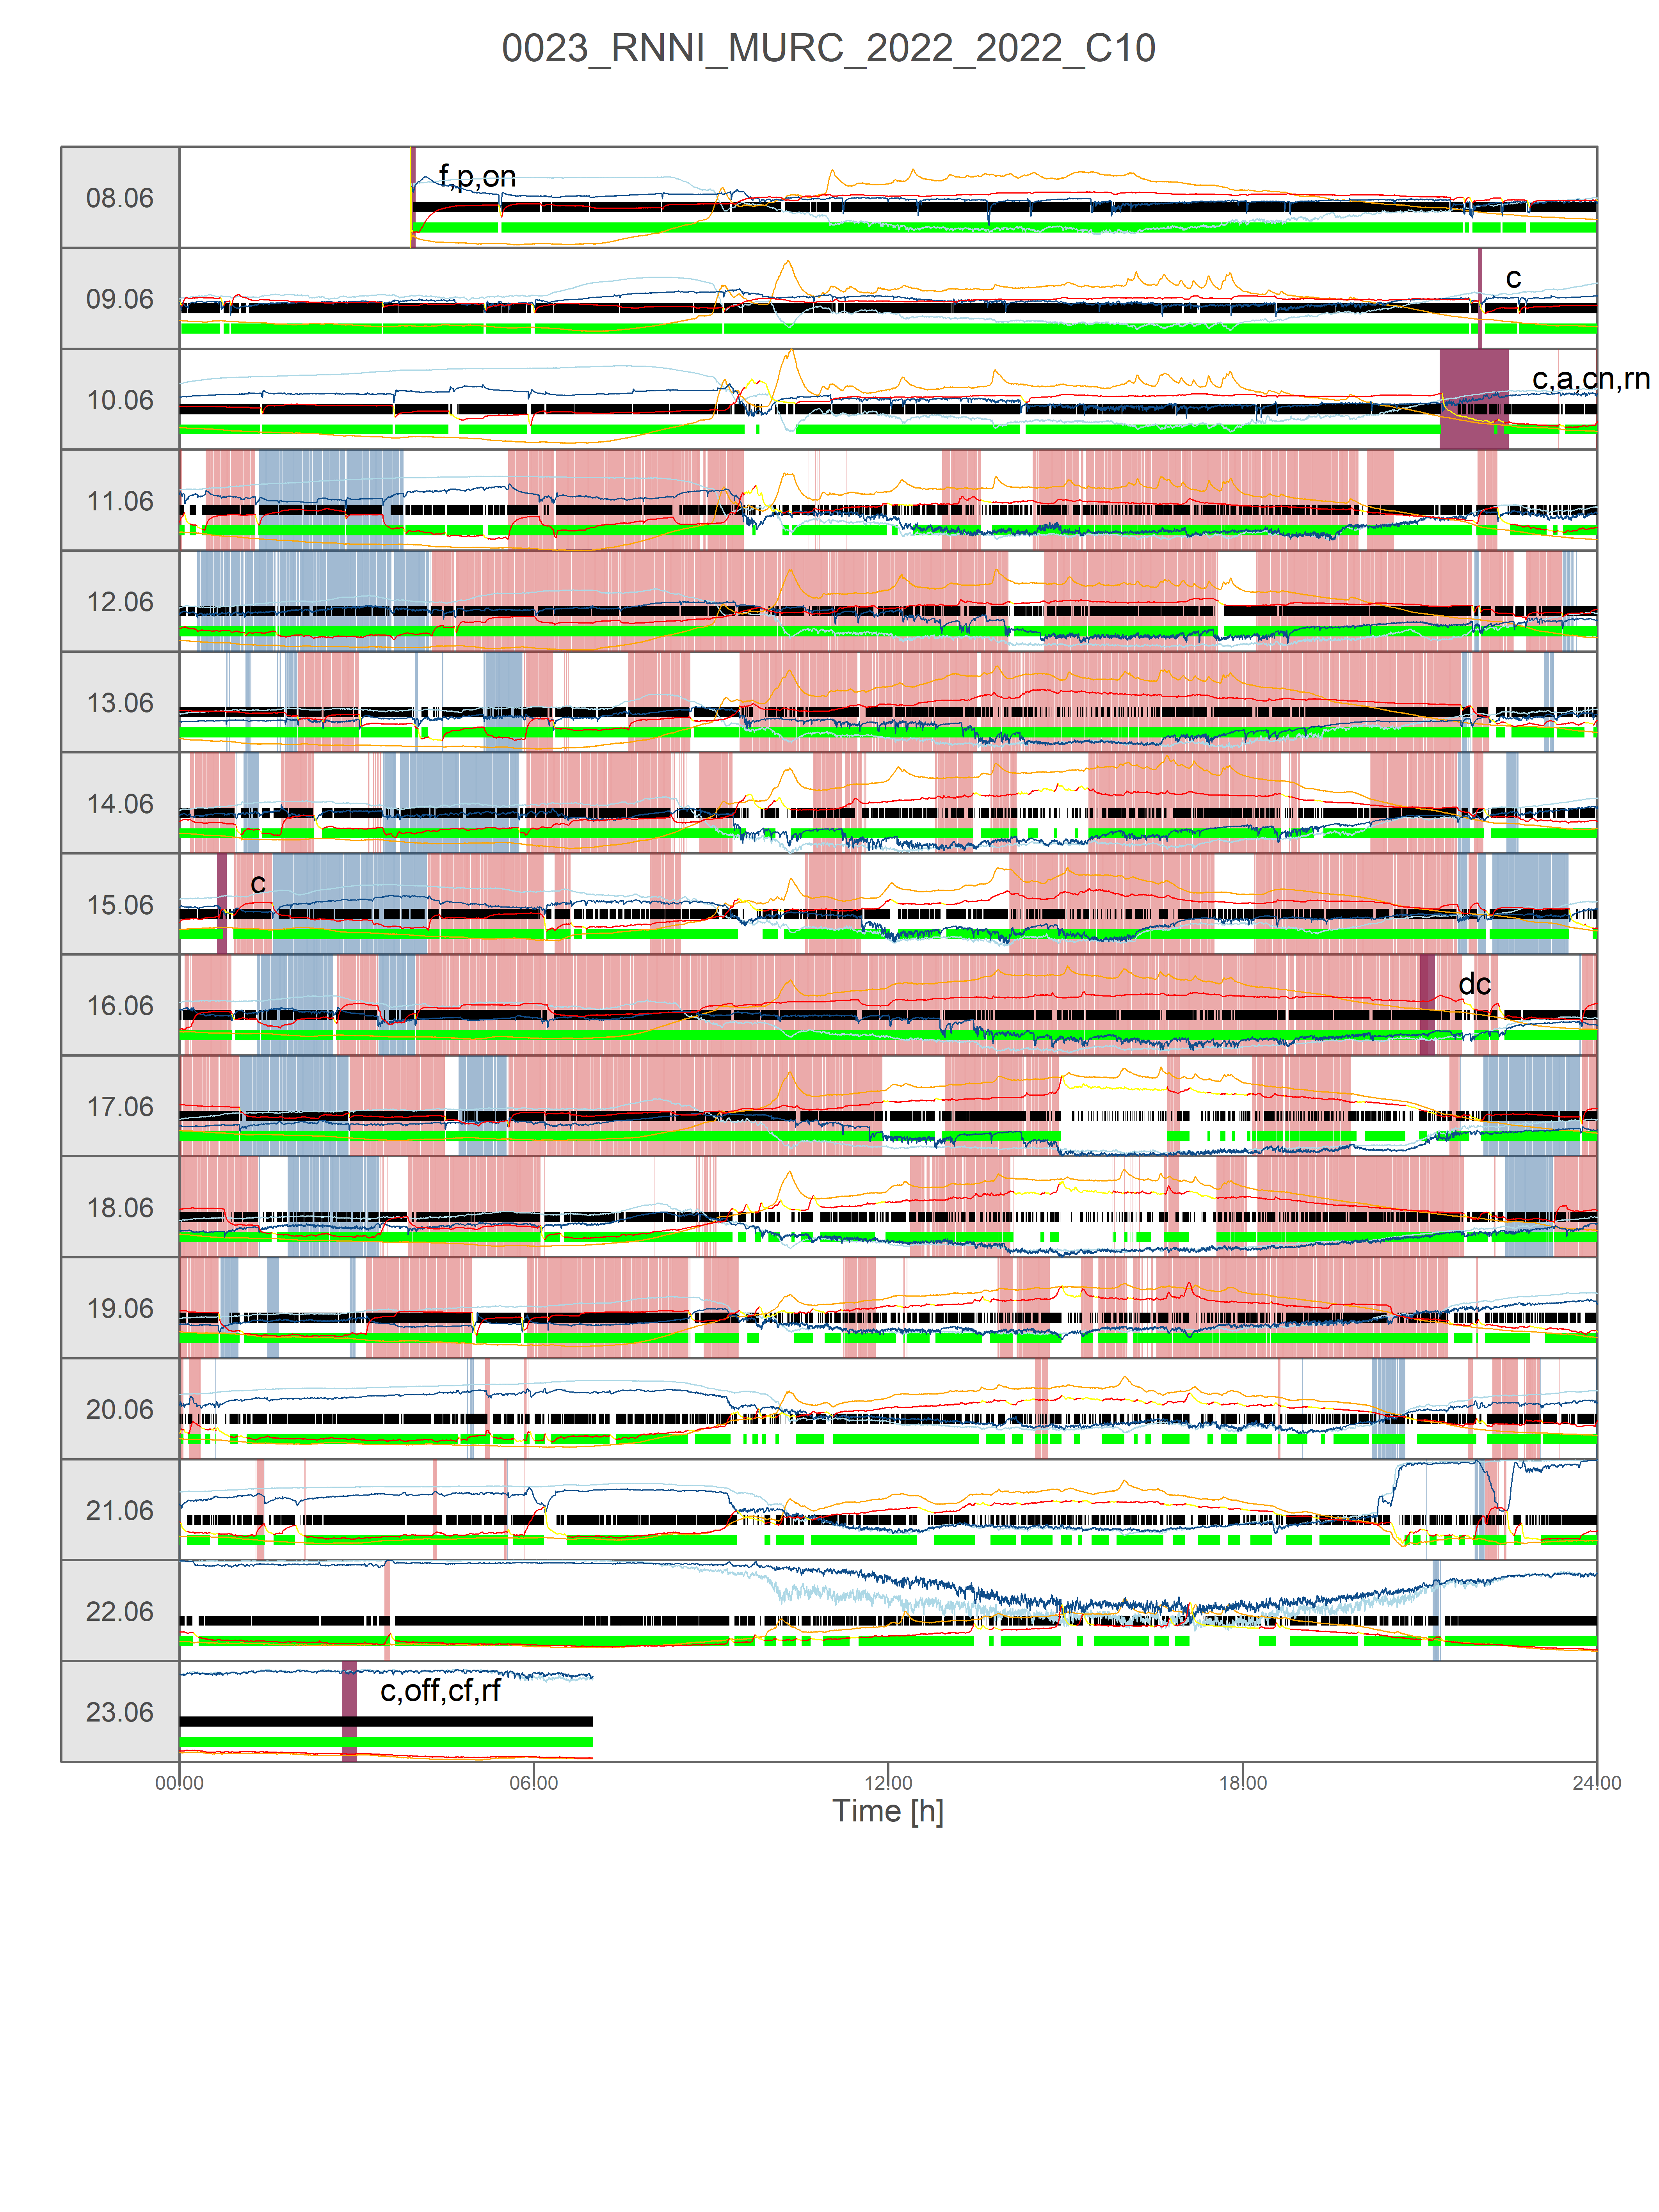 0023_RNNI_MURC_2022_2022_C10
08.06
f,p,on
09.06
c
10.06
c,a,cn,rn
11.06
12.06
13.06
14.06
15.06
c
16.06
dc
17.06
18.06
19.06
20.06
21.06
22.06
23.06
c,off,cf,rf
00:00 06:00 12:00 18:00 24:00
Time [h]